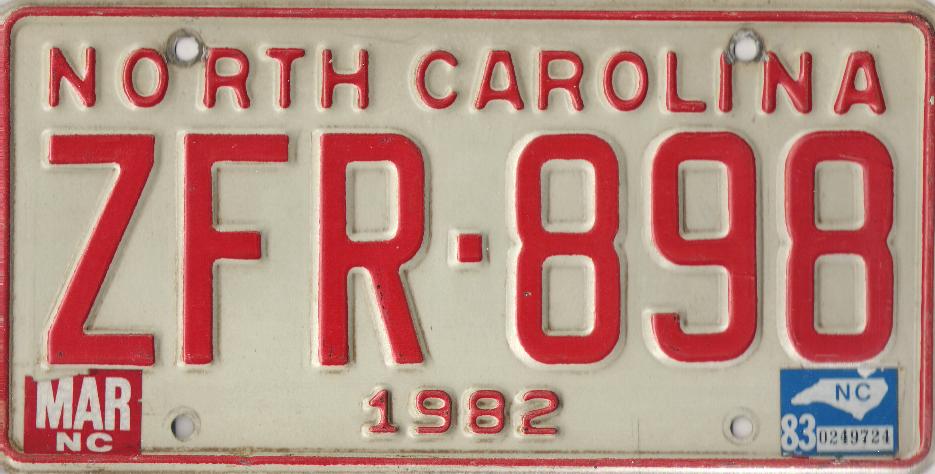 NORTH CAROLINA
ZFR·898
MAR
NC
1982
NC
83 0249724